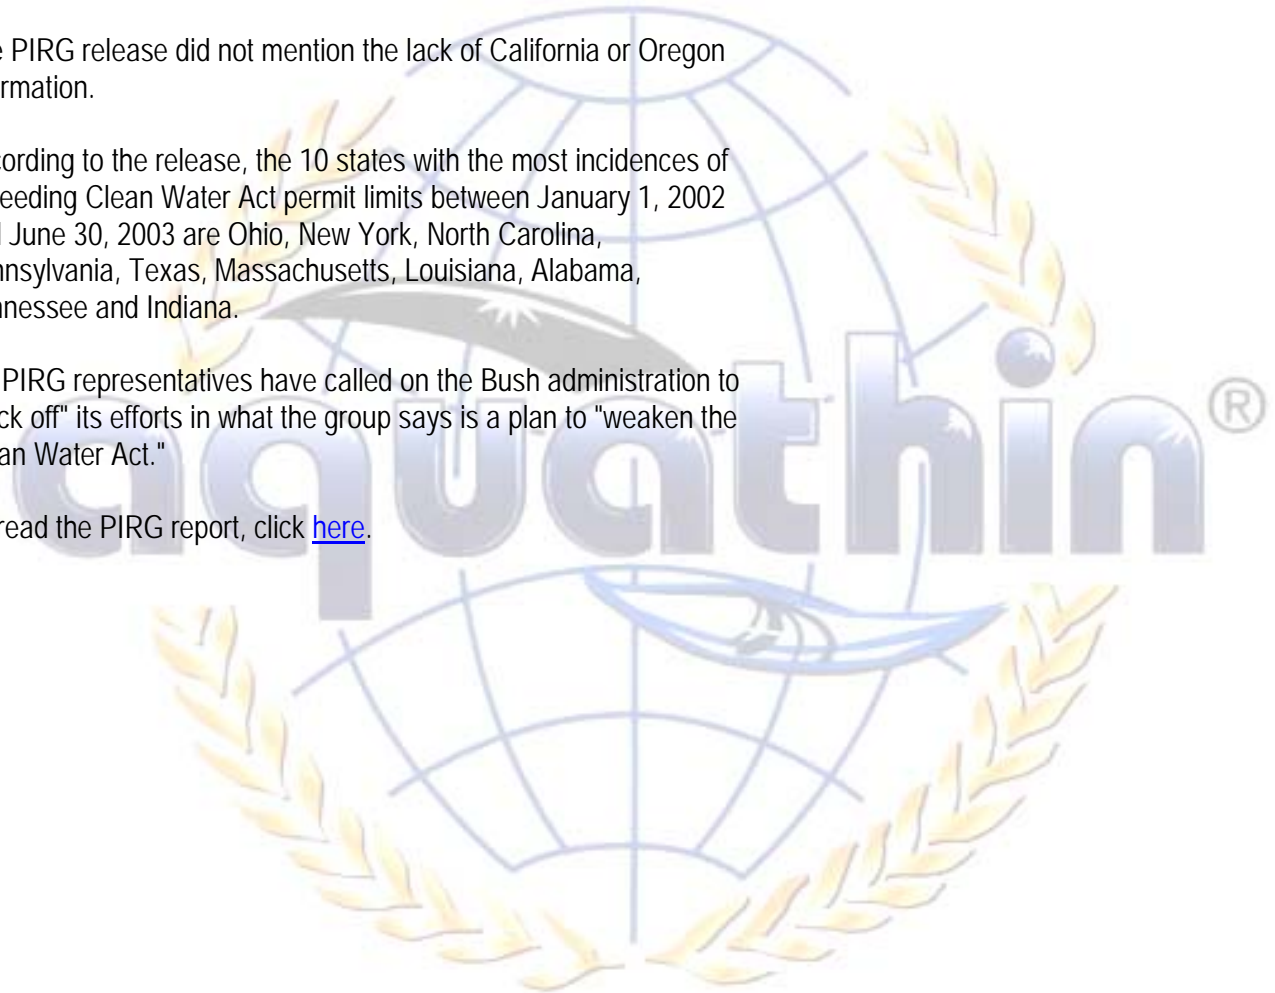 PIRG release did not mention the lack of California or Oregon
rmation.
cording to the release, the 10 states with the most incidences of
eeding Clean Water Act permit limits between January 1, 2002
June 30, 2003 are Ohio, New York, North Carolina,
nnsylvania, Texas, Massachusetts, Louisiana, Alabama,
nnessee and Indiana.
PIRG representatives have called on the Bush administration to
ck off" its efforts in what the group says is a plan to "weaken the
an Water Act."
read the PIRG report, click here.
aquathin®